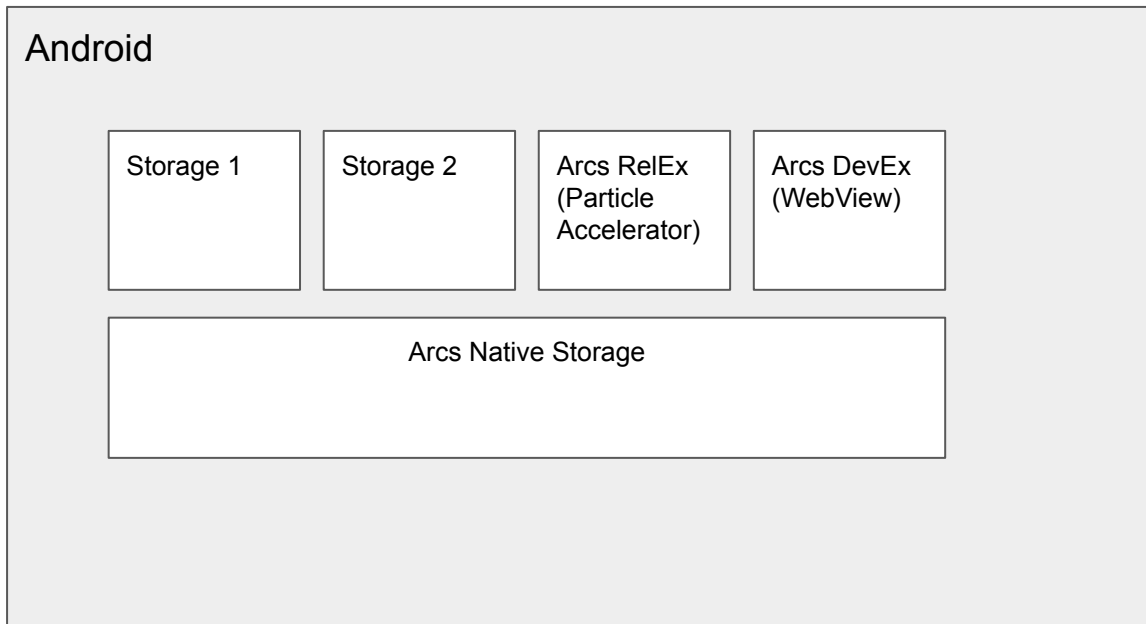 Android
Storage 1
Storage 2
Arcs RelEx
(Particle
Accelerator)
Arcs DevEx
(WebView)
Arcs Native Storage